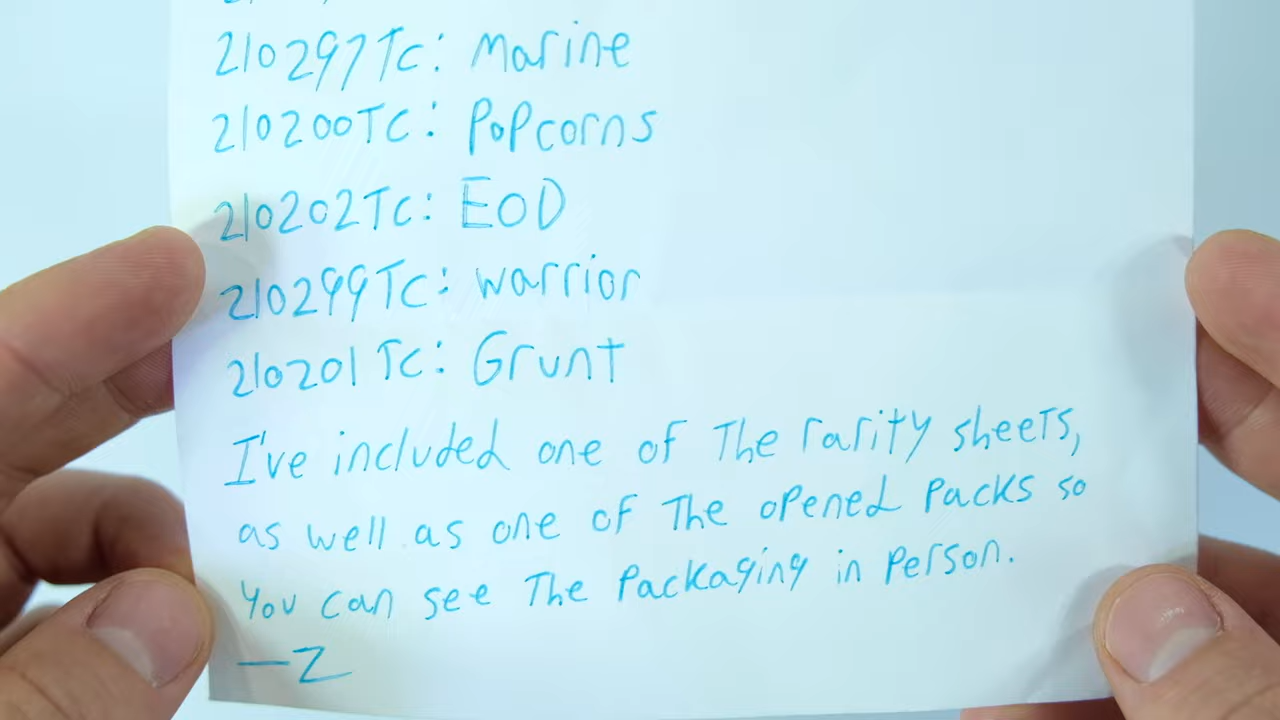 210297TC: Marine
210200TC: PoPcorns
210202TC: EOD
210299TC: warrior
210201TC: Grunt
I've included one of The rarity sheets,
as well as one of The opened packs so
You can see The Packaging in Person.
—Z